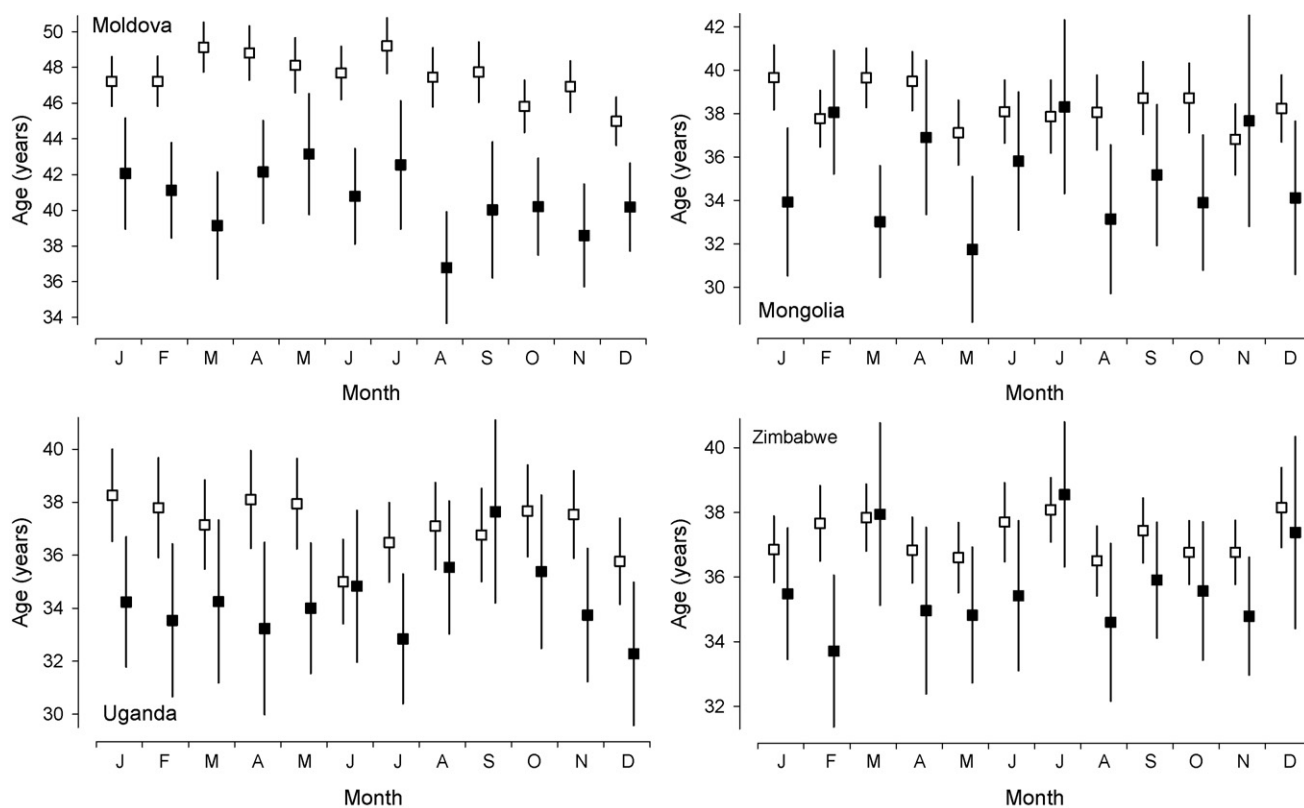 Moldova
Age (years)
50
48
46
44
42
40
38
36
34
J F M A M J J A S O N D
Month
Mongolia
Age (years)
42
40
38
36
34
32
30
J F M A M J J A S O N D
Month
Uganda
Age (years)
40
38
36
34
32
30
J F M A M J J A S O N D
Month
Zimbabwe
Age (years)
40
38
36
34
32
J F M A M J J A S O N D
Month